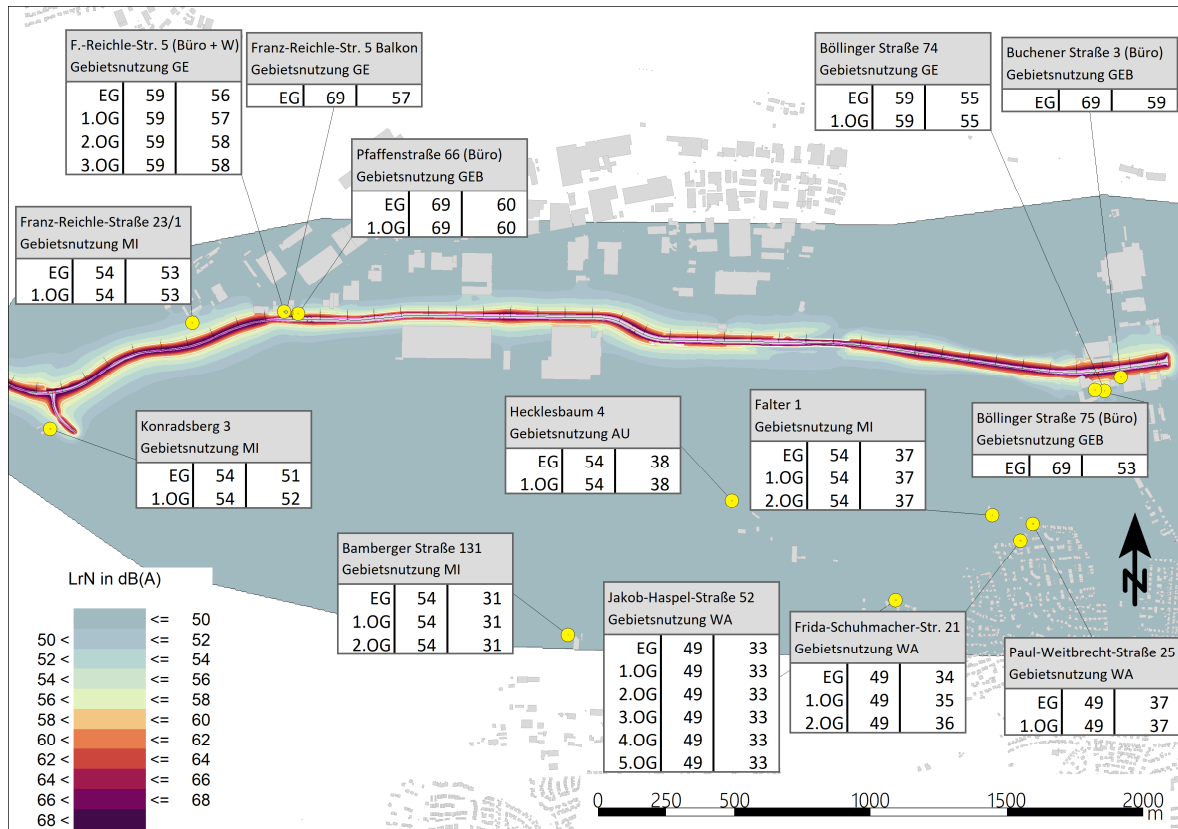 F.-Reichle-Str. 5 (Büro + W)
Gebietsnutzung GE
EG 59 56
1.OG 59 57
2.OG 59 58
3.OG 59 58
Franz-Reichle-Str. 5 Balkon
Gebietsnutzung GE
EG 69 57
Böllinger Straße 74
Gebietsnutzung GE
EG 59 55
1.OG 59 55
Buchener Straße 3 (Büro)
Gebietsnutzung GEB
EG 69 59
Pfaffenstraße 66 (Büro)
Gebietsnutzung GEB
EG 69 60
1.OG 69 60
Franz-Reichle-Straße 23/1
Gebietsnutzung MI
EG 54 53
1.OG 54 53
Konradsberg 3
Gebietsnutzung MI
EG 54 51
1.OG 54 52
Hecklesbaum 4
Gebietsnutzung AU
EG 54 38
1.OG 54 38
Falter 1
Gebietsnutzung MI
EG 54 37
1.OG 54 37
2.OG 54 37
Böllinger Straße 75 (Büro)
Gebietsnutzung GEB
EG 69 53
Bamberger Straße 131
Gebietsnutzung MI
EG 54 31
1.OG 54 31
2.OG 54 31
Jakob-Haspel-Straße 52
Gebietsnutzung WA
EG 49 33
1.OG 49 33
2.OG 49 33
3.OG 49 33
4.OG 49 33
5.OG 49 33
Frida-Schuhmacher-Str. 21
Gebietsnutzung WA
EG 49 34
1.OG 49 35
2.OG 49 36
Paul-Weitbrecht-Straße 25
Gebietsnutzung WA
EG 49 37
1.OG 49 37
N
LrN in dB(A)
<= 50
50 < <= 52
52 < <= 54
54 < <= 56
56 < <= 58
58 < <= 60
60 < <= 62
62 < <= 64
64 < <= 66
66 < <= 68
68 <
0 250 500 1000 1500 2000
m